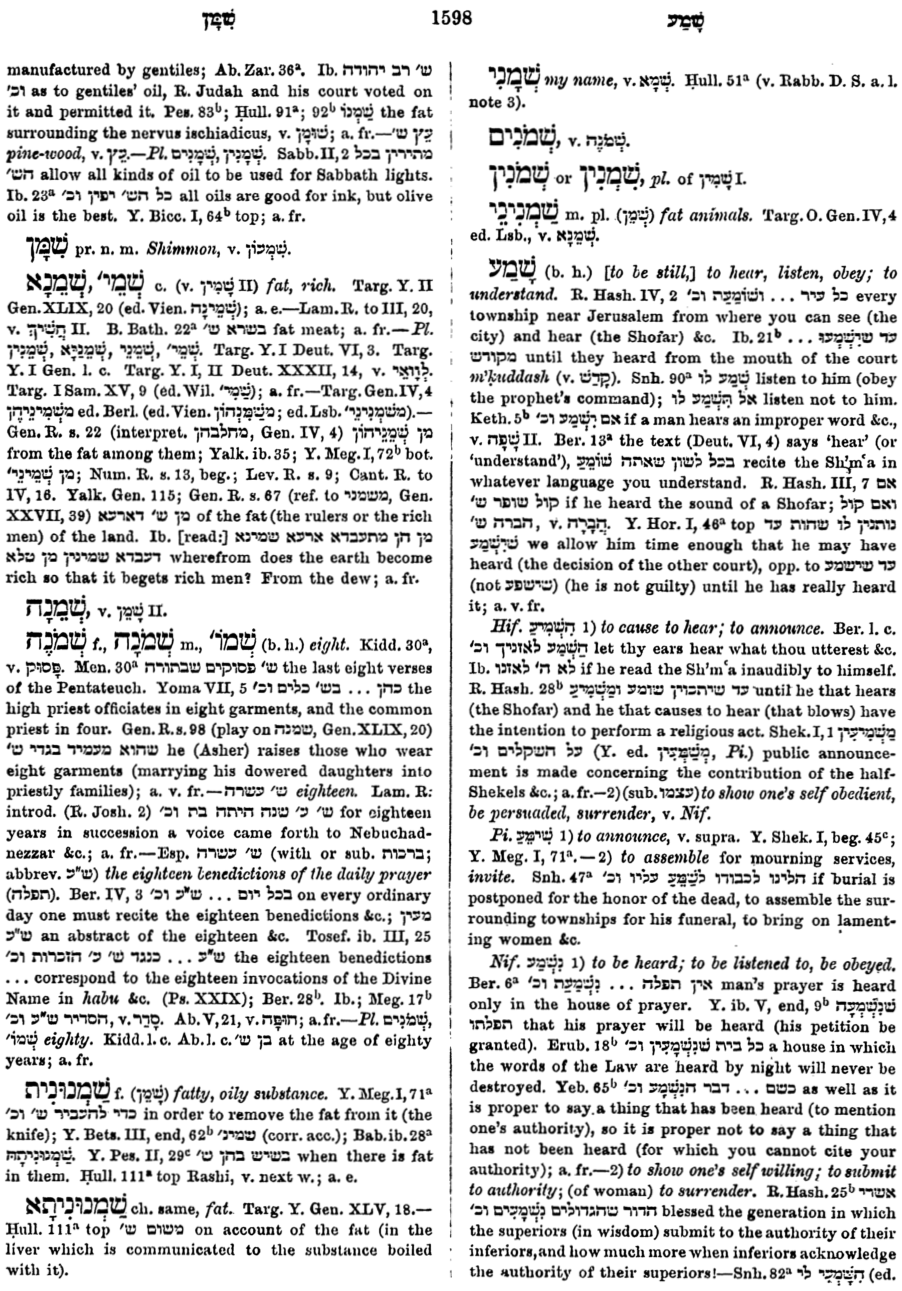 שִׁמָּן
1598
שָׁמַע
manufactured by gentiles; Ab. Zar. 36ª. Ib. ש׳ רב יהודה
וכ׳ as to gentiles' oil, R. Judah and his court voted on
it and permitted it. Pes. 83ᵇ; Ḥull. 91ª; 92ᵇ שַׁמְנוֹ the fat
surrounding the nervus ischiadicus, v. שׁוּמָּן; a. fr.—עֵץ ש׳
pine-wood, v. עֵץ.—Pl. שְׁמָנִים, שְׁמָנִין. Sabb. II, 2 מתירין בכל
הש׳ allow all kinds of oil to be used for Sabbath lights.
Ib. 23ª כל הש׳ יפין וכ׳ all oils are good for ink, but olive
oil is the best. Y. Bicc. I, 64ᵇ top; a. fr.
שִׁמָּן pr. n. m. Shimmon, v. שִׁמְעוֹן.
שַׁמִּינָא, שְׁמֵי׳ c. (v. שָׁמֵין II) fat, rich. Targ. Y. II
Gen. XLIX, 20 (ed. Vien. שְׁמֵינָה); a. e.—Lam. R. to III, 20,
v. חֲשִׁיךְ II. B. Bath. 22ª בשרא ש׳ fat meat; a. fr.—Pl.
שְׁמֵי׳, שַׁמִּינֵי, שַׁמִּינַיָּא, שַׁמִּינִין. Targ. Y. I Deut. VI, 3. Targ.
Y. I Gen. l. c. Targ. Y. I, II Deut. XXXII, 14, v. לְוָואֵי.
Targ. I Sam. XV, 9 (ed. Wil. שְׁמֵי׳); a. fr.—Targ. Gen. IV, 4
משמיניהן ed. Berl. (ed. Vien. משמנהון; ed. Lsb. משמניני׳).—
Gen. R. s. 22 (interpret. מחלבהן, Gen. IV, 4) מן שמיניהון
from the fat among them; Yalk. ib. 35; Y. Meg. I, 72ᵇ bot.
מן שמיני׳; Num. R. s. 13, beg.; Lev. R. s. 9; Cant. R. to
IV, 16. Yalk. Gen. 115; Gen. R. s. 67 (ref. to משמני, Gen.
XXVII, 39) מן ש׳ דארעא of the fat (the rulers or the rich
men) of the land. Ib. [read:] מן הן מתעבדא ארעא שמינא
דעבדא שמינין מן טלא wherefrom does the earth become
rich so that it begets rich men? From the dew; a. fr.
שְׁמֵנָה, v. שָׁמֵן II.
שְׁמֹנֶה f., שְׁמֹנָה m., שְׁמוֹ׳ (b. h.) eight. Kidd. 30ª,
v. פָּסוּק. Men. 30ª ש׳ פסוקים שבתורה the last eight verses
of the Pentateuch. Yoma VII, 5 כהן ... בש׳ כלים וכ׳ the
high priest officiates in eight garments, and the common
priest in four. Gen. R. s. 98 (play on שמנה, Gen. XLIX, 20)
שהוא מעמיד בגדי ש׳ he (Asher) raises those who wear
eight garments (marrying his dowered daughters into
priestly families); a. v. fr.—ש׳ עשרה eighteen. Lam. R.
introd. (R. Josh. 2) ש׳ ע׳ שנה היתה בת וכ׳ for eighteen
years in succession a voice came forth to Nebuchad-
nezzar &c.; a. fr.—Esp. ש׳ עשרה (with or sub. ברכות;
abbrev. ש״ע) the eighteen benedictions of the daily prayer
(תפלה). Ber. IV, 3 בכל יום ... ש״ע וכ׳ on every ordinary
day one must recite the eighteen benedictions &c.; מעין
ש״ע an abstract of the eighteen &c. Tosef. ib. III, 25
ש״ע ... כנגד ש׳ ע׳ הזכרות וכ׳ the eighteen benedictions
... correspond to the eighteen invocations of the Divine
Name in habu &c. (Ps. XXIX); Ber. 28ᵇ. Ib.; Meg. 17ᵇ
הסדיר ש״ע וכ׳, v. סָדַר. Ab. V, 21, v. חוּפָּה; a. fr.—Pl. שְׁמֹנִים,
שְׁמוֹ׳ eighty. Kidd. l. c. Ab. l. c. בן ש׳ at the age of eighty
years; a. fr.
שַׁמְנוּנִית f. (שָׁמֵן) fatty, oily substance. Y. Meg. I, 71ª
כדי להעביר ש׳ וכ׳ in order to remove the fat from it (the
knife); Y. Bets. III, end, 62ᵇ שמיני׳ (corr. acc.); Bab. ib. 28ª
שַׁמְנוּנִיתָהּ. Y. Pes. II, 29ᶜ בשיש בהן ש׳ when there is fat
in them. Ḥull. 111ª top Rashi, v. next w.; a. e.
שַׁמְנוּנִיתָא ch. same, fat. Targ. Y. Gen. XLV, 18.—
Ḥull. 111ª top משום ש׳ on account of the fat (in the
liver which is communicated to the substance boiled
with it).
שְׁמָנִי my name, v. שְׁמָא. Ḥull. 51ª (v. Rabb. D. S. a. l.
note 3).
שְׁמֹנִים, v. שְׁמֹנֶה.
שְׁמֹנִין or שְׁמָנִין, pl. of שָׁמֵין I.
שַׁמְנִינֵי m. pl. (שָׁמֵן) fat animals. Targ. O. Gen. IV, 4
ed. Lsb., v. שַׁמִּינָא.
שָׁמַע (b. h.) [to be still,] to hear, listen, obey; to
understand. R. Hash. IV, 2 כל עיר ... ושומעת וכ׳ every
township near Jerusalem from where you can see (the
city) and hear (the Shofar) &c. Ib. 21ᵇ עד שישמעו ...
מקודש until they heard from the mouth of the court
m'ḳuddash (v. קָדַשׁ). Snh. 90ª שְׁמַע לו listen to him (obey
the prophet's command); אל תִּשְׁמַע לו listen not to him.
Keth. 5ᵇ אם יִשְׁמַע וכ׳ if a man hears an improper word &c.,
v. שָׂפָה II. Ber. 13ª the text (Deut. VI, 4) says 'hear' (or
'understand'), בכל לשון שאתה שׁוֹמֵעַ recite the Sh'm‘a in
whatever language you understand. R. Hash. III, 7 אם
קול שופר ש׳ if he heard the sound of a Shofar; ואם קול
הברה ש׳, v. הֲבָרָה. Y. Hor. I, 46ª top נותנין לו שהות עד
שיִּשְׁמַע we allow him time enough that he may have
heard (the decision of the other court), opp. to עד שישמע
(not שישפע) (he is not guilty) until he has really heard
it; a. v. fr.
Hif. הִשְׁמִיעַ 1) to cause to hear; to announce. Ber. l. c.
הַשְׁמַע לאזניך וכ׳ let thy ears hear what thou utterest &c.
Ib. לא ה׳ לאזנו if he read the Sh'm‘a inaudibly to himself.
R. Hash. 28ᵇ עד שיתכוין שומע ומַשְׁמִיעַ until he that hears
(the Shofar) and he that causes to hear (that blows) have
the intention to perform a religious act. Shek. I, 1 מַשְׁמִיעִין
על השקלים וכ׳ (Y. ed. מְשַׁמְּעִין, Pi.) public announce-
ment is made concerning the contribution of the half-
Shekels &c.; a. fr.—2) (sub. עצמו) to show one's self obedient,
be persuaded, surrender, v. Nif.
Pi. שִׁימֵּעַ 1) to announce, v. supra. Y. Shek. I, beg. 45ᶜ;
Y. Meg. I, 71ª.—2) to assemble for mourning services,
invite. Snh. 47ª הלינו לכבודו לשַׁמֵּעַ עליו וכ׳ if burial is
postponed for the honor of the dead, to assemble the sur-
rounding townships for his funeral, to bring on lament-
ing women &c.
Nif. נִשְׁמַע 1) to be heard; to be listened to, be obeyed.
Ber. 6ª אין תפלה ... נִשְׁמַעַת וכ׳ man's prayer is heard
only in the house of prayer. Y. ib. V, end, 9ᵇ שנִּשְׁמְעָה
תפלתו that his prayer will be heard (his petition be
granted). Erub. 18ᵇ כל בית שנִּשְׁמָעִין וכ׳ a house in which
the words of the Law are heard by night will never be
destroyed. Yeb. 65ᵇ כשם ... דבר הנִּשְׁמָע וכ׳ as well as it
is proper to say a thing that has been heard (to mention
one's authority), so it is proper not to say a thing that
has not been heard (for which you cannot cite your
authority); a. fr.—2) to show one's self willing; to submit
to authority; (of woman) to surrender. R. Hash. 25ᵇ אשרי
הדור שהגדולים נִשְׁמָעִים וכ׳ blessed the generation in which
the superiors (in wisdom) submit to the authority of their
inferiors, and how much more when inferiors acknowledge
the authority of their superiors!—Snh. 82ª הִשָּׁמְעִי לי (ed.